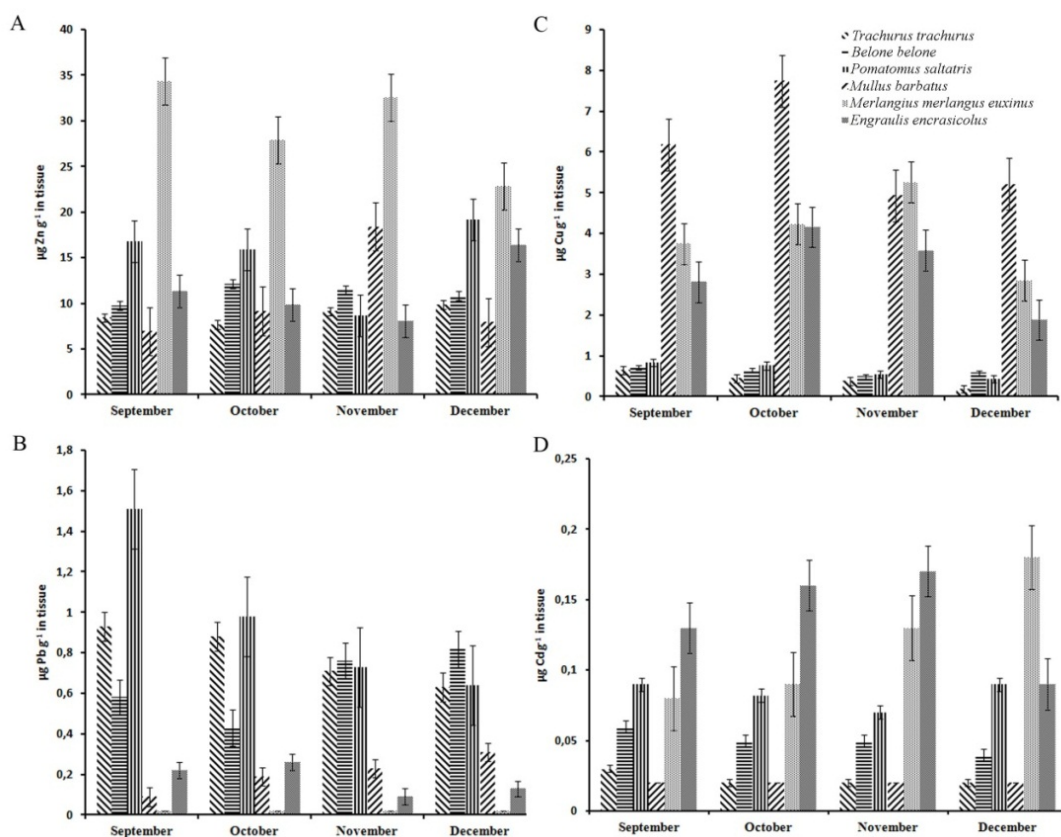 A
40
35
30
25
20
15
10
5
0
µg Zn g⁻¹ in tissue
September October November December
C
9
8
7
6
5
4
3
2
1
0
µg Cu g⁻¹ in tissue
September October November December
Trachurus trachurus
Belone belone
Pomatomus saltatris
Mullus barbatus
Merlangius merlangus euxinus
Engraulis encrasicolus
B
1,8
1,6
1,4
1,2
1
0,8
0,6
0,4
0,2
0
µg Pb g⁻¹ in tissue
September October November December
D
0,25
0,2
0,15
0,1
0,05
0
µg Cd g⁻¹ in tissue
September October November December